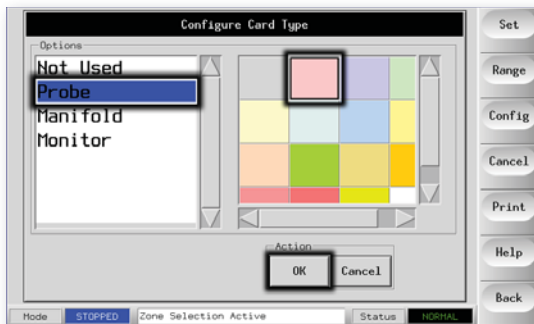 Configure Card Type
Options
Not Used
Probe
Manifold
Monitor
Action
OK
Cancel
Set
Range
Config
Cancel
Print
Help
Back
Mode STOPPED Zone Selection Active Status NORMAL